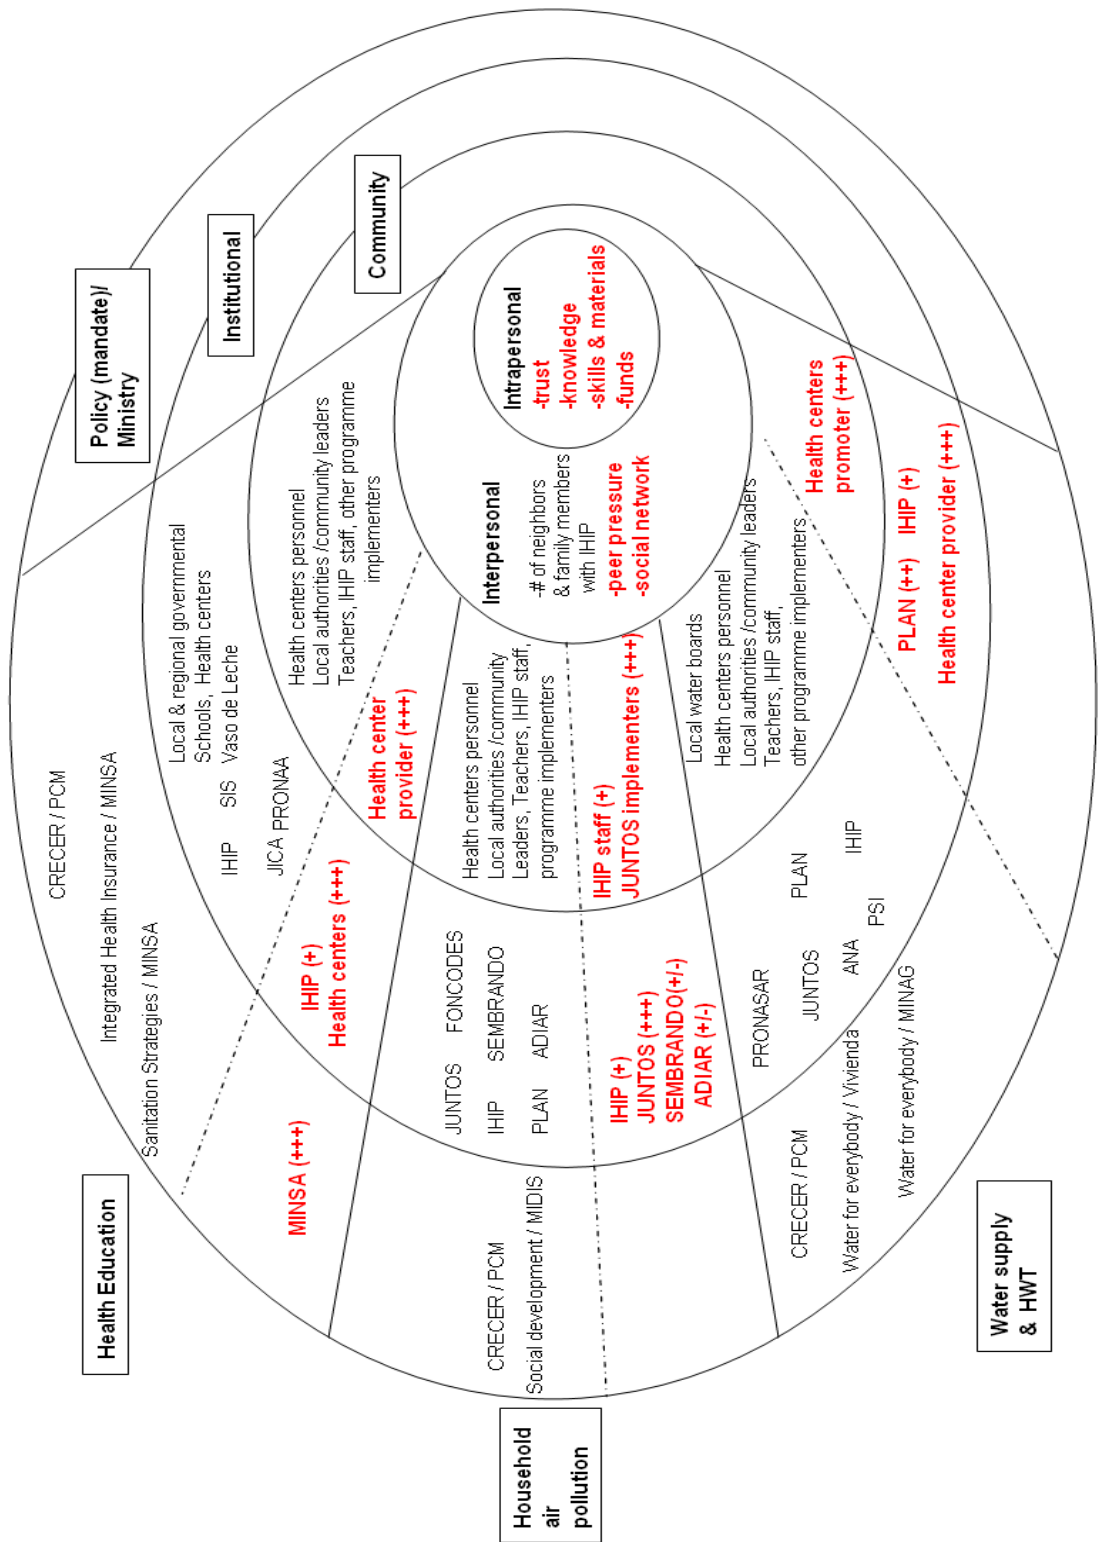 Water supply
& HWT
Household
air
pollution
Health Education
Policy (mandate)/
Ministry
Institutional
Community
CRECER / PCM
Integrated Health Insurance / MINSA
Sanitation Strategies / MINSA
MINSA (+++)
Local & regional governmental
Schools, Health centers
IHIP SIS Vaso de Leche
JICA PRONAA
IHIP (+)
Health centers (+++)
Health centers personnel
Local authorities /community leaders
Teachers, IHIP staff, other programme
implementers
Health center
provider (+++)
CRECER / PCM
Social development / MIDIS
JUNTOS FONCODES
IHIP SEMBRANDO
PLAN ADIAR
IHIP (+)
JUNTOS (+++)
SEMBRANDO(+/-)
ADIAR (+/-)
Health centers personnel
Local authorities /community
Leaders, Teachers, IHIP staff,
programme implementers
IHIP staff (+)
JUNTOS implementers (+++)
CRECER / PCM
Water for everybody / Vivienda
Water for everybody / MINAG
PRONASAR
JUNTOS PLAN
ANA IHIP
PSI
PLAN (++) IHIP (+)
Health center provider (+++)
Local water boards
Health centers personnel
Local authorities /community leaders
Teachers, IHIP staff,
other programme implementers
Health centers
promoter (+++)
Interpersonal
-# of neighbors
& family members
with IHIP
-peer pressure
-social network
Intrapersonal
-trust
-knowledge
-skills & materials
-funds